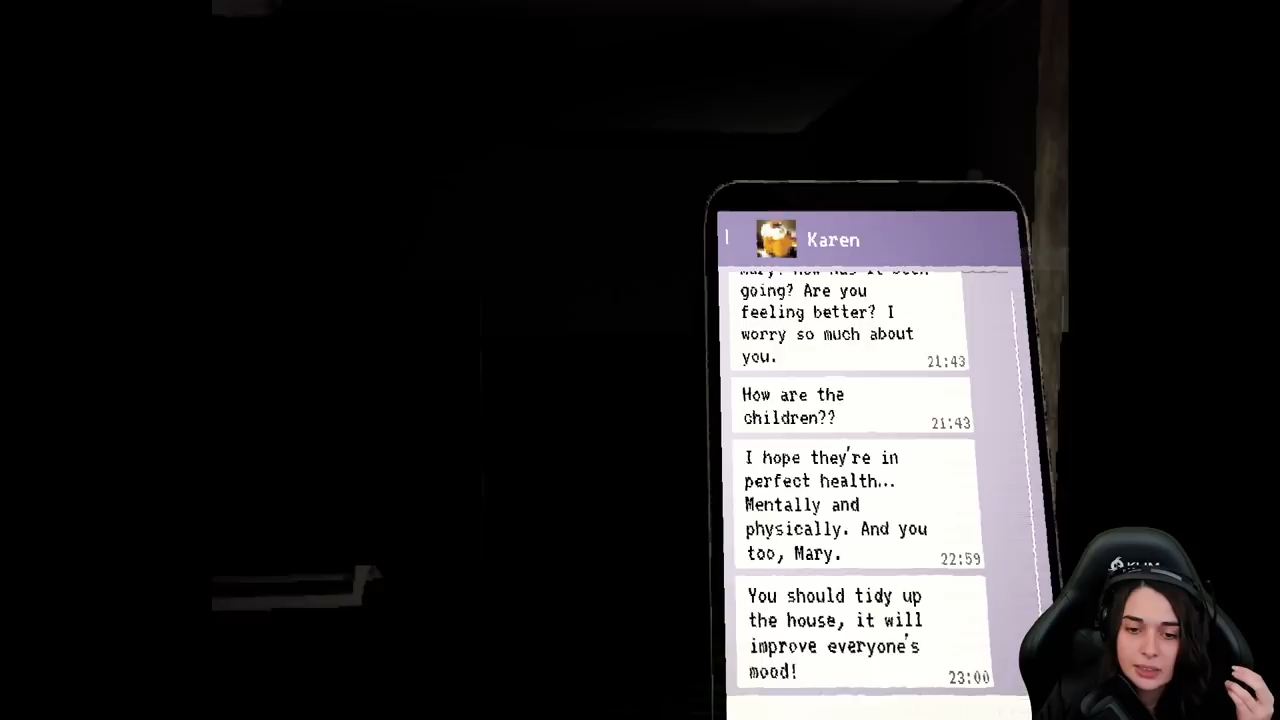 Karen
going? Are you
feeling better? I
worry so much about
you.
21:43
How are the
children??
21:43
I hope they're in
perfect health...
Mentally and
physically. And you
too, Mary.
22:59
You should tidy up
the house, it will
improve everyone's
mood!
23:00